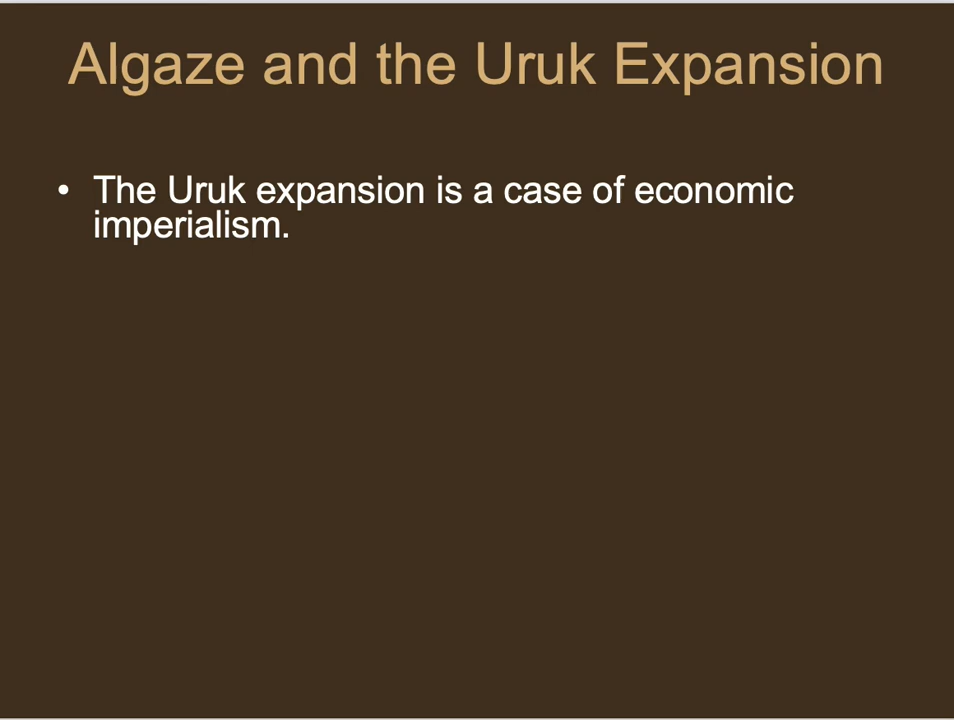 Algaze and the Uruk Expansion
• The Uruk expansion is a case of economic
imperialism.